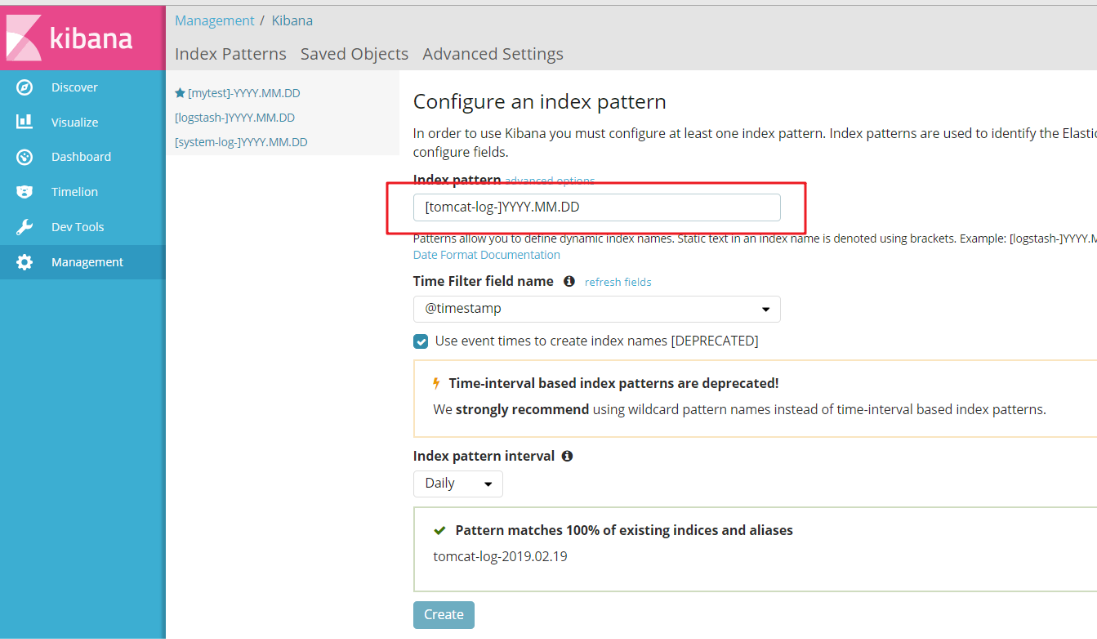 kibana
Discover
Visualize
Dashboard
Timelion
Dev Tools
Management
Management / Kibana
Index Patterns Saved Objects Advanced Settings
[mytest]-YYYY.MM.DD
[logstash-]YYYY.MM.DD
[system-log-]YYYY.MM.DD
Configure an index pattern
In order to use Kibana you must configure at least one index pattern. Index patterns are used to identify the Elastic
configure fields.
Index pattern advanced options
[tomcat-log-]YYYY.MM.DD
Patterns allow you to define dynamic index names. Static text in an index name is denoted using brackets. Example: [logstash-]YYYY.M
Date Format Documentation
Time Filter field name refresh fields
@timestamp
Use event times to create index names [DEPRECATED]
Time-interval based index patterns are deprecated!
We strongly recommend using wildcard pattern names instead of time-interval based index patterns.
Index pattern interval
Daily
Pattern matches 100% of existing indices and aliases
tomcat-log-2019.02.19
Create